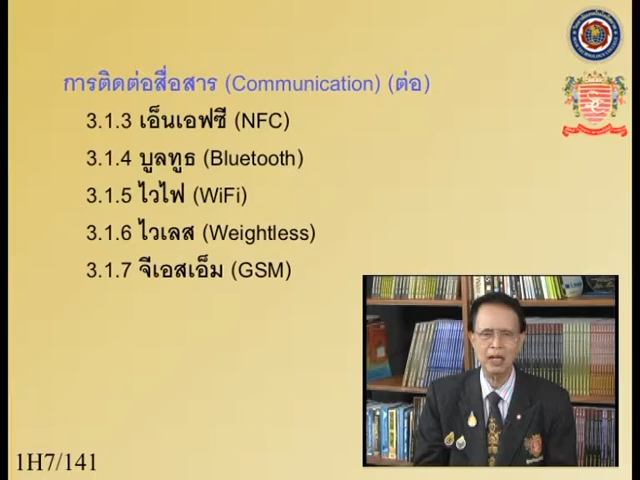 การติดต่อสื่อสาร (Communication) (ต่อ)
3.1.3 เอ็นเอฟซี (NFC)
3.1.4 บูลทูธ (Bluetooth)
3.1.5 ไวไฟ (WiFi)
3.1.6 ไวเลส (Weightless)
3.1.7 จีเอสเอ็ม (GSM)
1H7/141